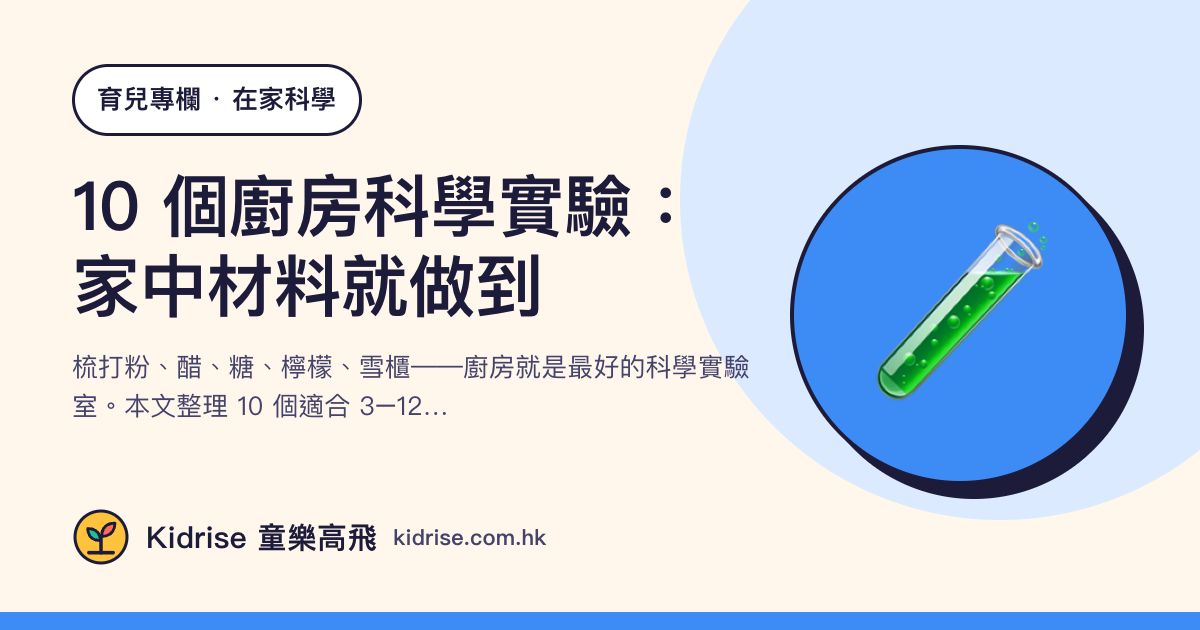 育兒專欄 · 在家科學
10 個廚房科學實驗：
家中材料就做到
梳打粉、醋、糖、檸檬、雪櫃——廚房就是最好的科學實驗
室。本文整理 10 個適合 3–12…
Kidrise 童樂高飛 kidrise.com.hk